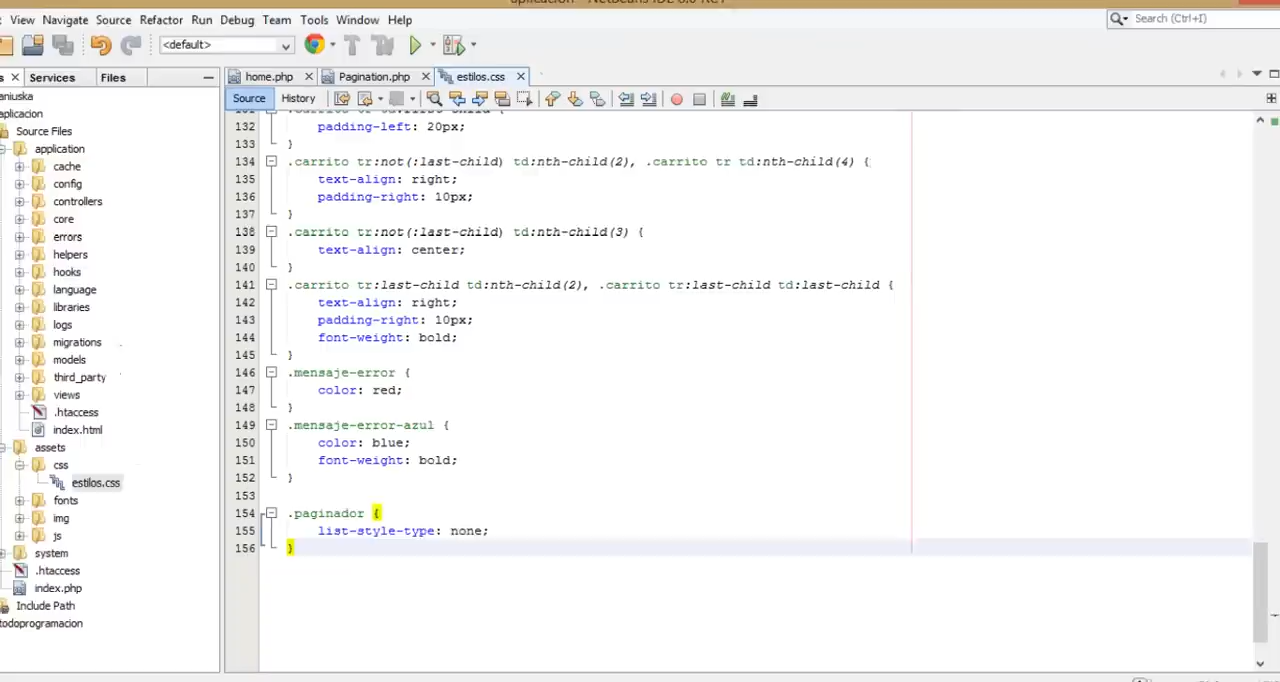 View Navigate Source Refactor Run Debug Team Tools Window Help
Search (Ctrl+I)
<default>
Services Files
home.php Pagination.php estilos.css
Source History
aniuska
aplicacion
Source Files
application
cache
config
controllers
core
errors
helpers
hooks
language
libraries
logs
migrations
models
third_party
views
.htaccess
index.html
assets
css
estilos.css
fonts
img
js
system
.htaccess
index.php
Include Path
todoprogramacion
132 padding-left: 20px;
133 }
134 .carrito tr:not(:last-child) td:nth-child(2), .carrito tr td:nth-child(4) {
135 text-align: right;
136 padding-right: 10px;
137 }
138 .carrito tr:not(:last-child) td:nth-child(3) {
139 text-align: center;
140 }
141 .carrito tr:last-child td:nth-child(2), .carrito tr:last-child td:last-child {
142 text-align: right;
143 padding-right: 10px;
144 font-weight: bold;
145 }
146 .mensaje-error {
147 color: red;
148 }
149 .mensaje-error-azul {
150 color: blue;
151 font-weight: bold;
152 }
153
154 .paginador {
155 list-style-type: none;
156 }